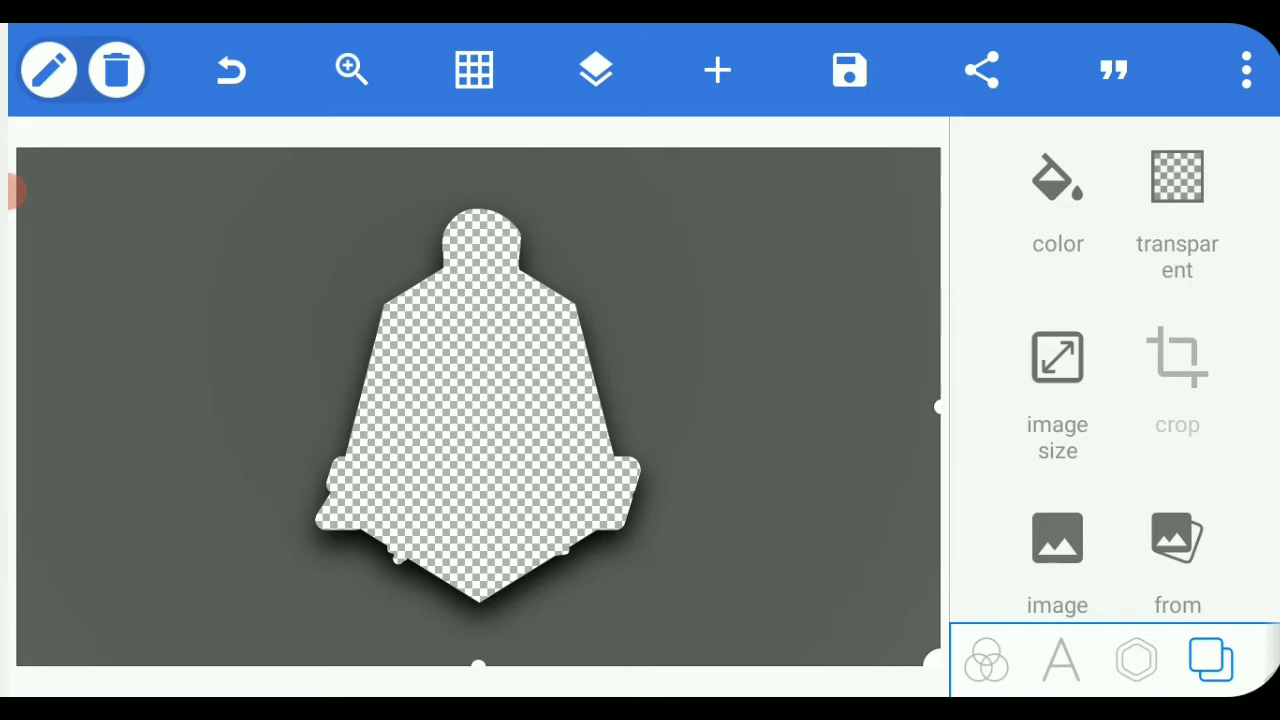 color
transpar
ent
image
size
crop
image
from